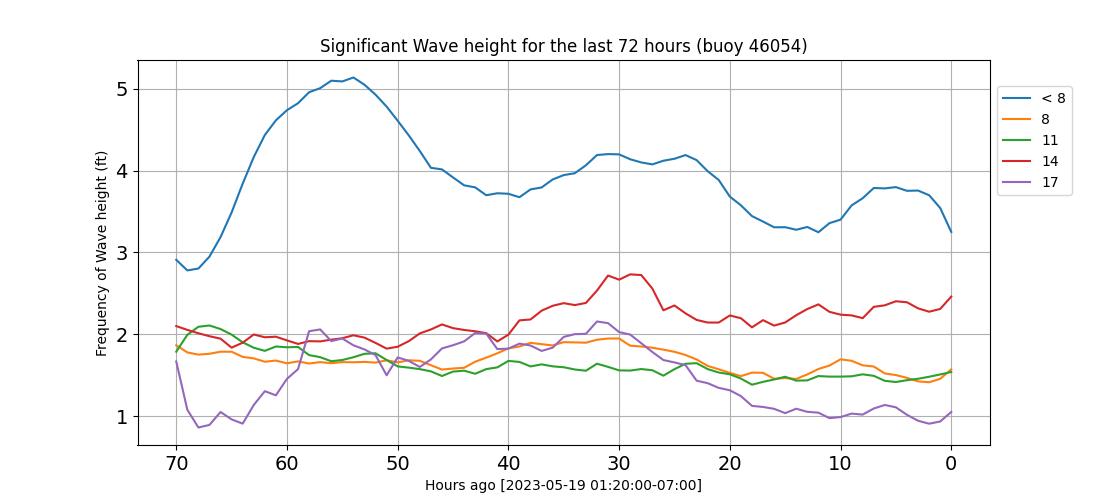 Significant Wave height for the last 72 hours (buoy 46054)
Frequency of Wave height (ft)
5
4
3
2
1
70 60 50 40 30 20 10 0
Hours ago [2023-05-19 01:20:00-07:00]
< 8
8
11
14
17